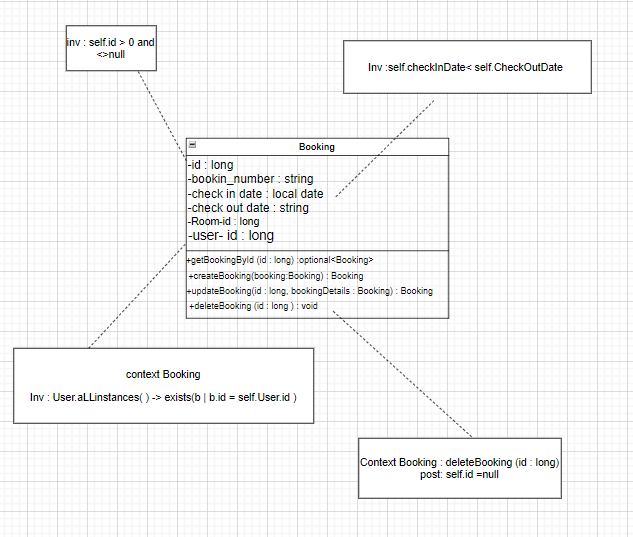 inv : self.id > 0 and
<>null
Inv :self.checkInDate< self.CheckOutDate
Booking
-id : long
-bookin_number : string
-check in date : local date
-check out date : string
-Room-id : long
-user- id : long
+getBookingById (id : long) :optional<Booking>
+createBooking(booking:Booking) : Booking
+updateBooking(id : long, bookingDetails : Booking) : Booking
+deleteBooking (id : long ) : void
context Booking
Inv : User.aLLinstances( ) -> exists(b | b.id = self.User.id )
Context Booking : deleteBooking (id : long)
post: self.id =null